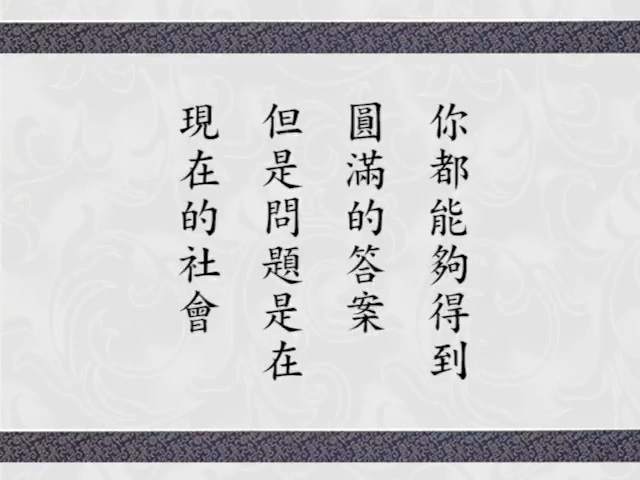 你都能夠得到
圓滿的答案
但是問題是在
現在的社會